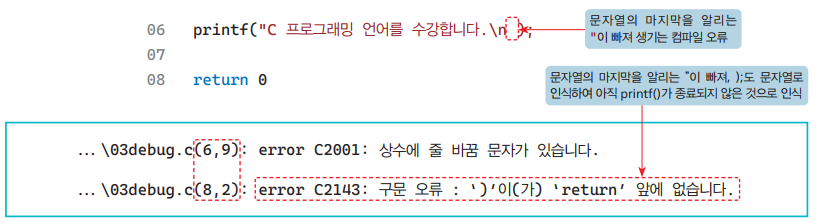 문자열의 마지막을 알리는
"이 빠져 생기는 컴파일 오류
06 printf("C 프로그래밍 언어를 수강합니다.\n );
07
08 return 0
문자열의 마지막을 알리는 "이 빠져, );도 문자열로
인식하여 아직 printf()가 종료되지 않은 것으로 인식
...\03debug.c(6,9): error C2001: 상수에 줄 바꿈 문자가 있습니다.
...\03debug.c(8,2): error C2143: 구문 오류 : ‘)’이(가) ‘return’ 앞에 없습니다.